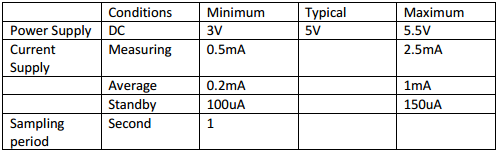 Conditions Minimum Typical Maximum
Power Supply DC 3V 5V 5.5V
Current Measuring 0.5mA 2.5mA
Supply
Average 0.2mA 1mA
Standby 100uA 150uA
Sampling Second 1
period